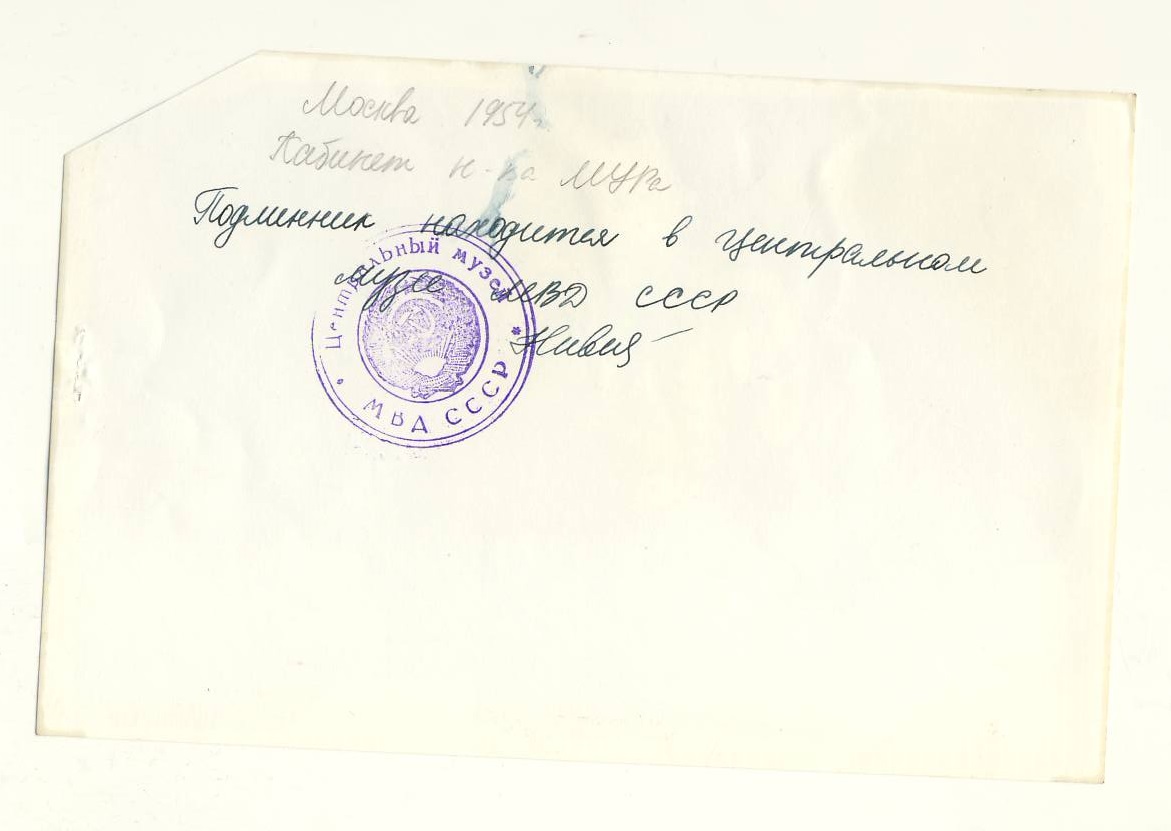 Москва 1954
Кабинет н-ка МУРа
Подлинник находится в центральном
музее МВД СССР
Центральный музей
* МВД СССР *